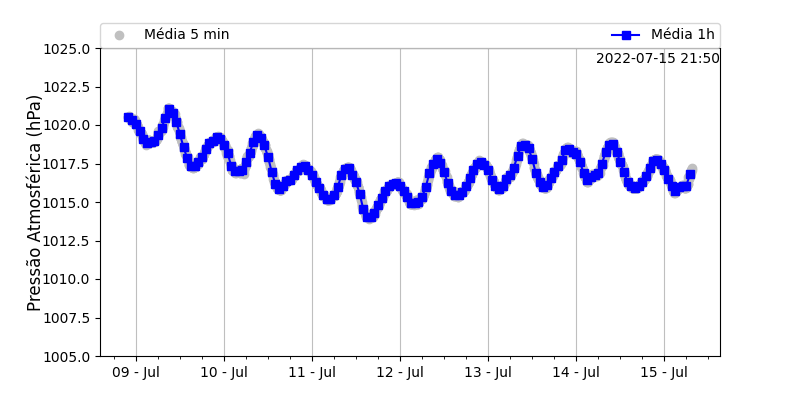 Média 5 min
Média 1h
2022-07-15 21:50
Pressão Atmosférica (hPa)
1025.0
1022.5
1020.0
1017.5
1015.0
1012.5
1010.0
1007.5
1005.0
09 - Jul
10 - Jul
11 - Jul
12 - Jul
13 - Jul
14 - Jul
15 - Jul